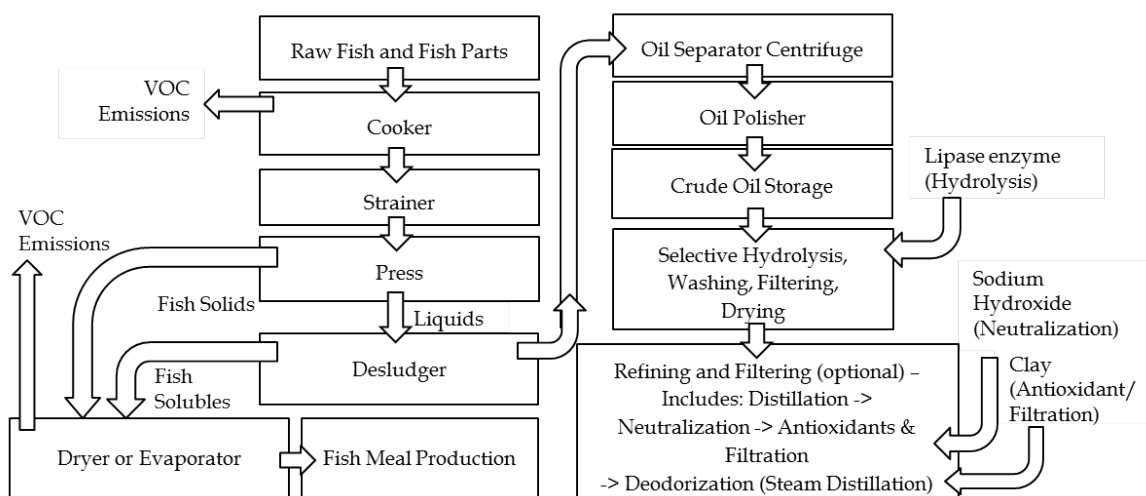 Raw Fish and Fish Parts
VOC
Emissions
Cooker
Strainer
VOC
Emissions
Press
Fish Solids
Liquids
Desludger
Fish
Solubles
Dryer or Evaporator
Fish Meal Production
Oil Separator Centrifuge
Oil Polisher
Crude Oil Storage
Lipase enzyme
(Hydrolysis)
Selective Hydrolysis,
Washing, Filtering,
Drying
Sodium
Hydroxide
(Neutralization)
Clay
(Antioxidant/
Filtration)
Refining and Filtering (optional) –
Includes: Distillation ->
Neutralization -> Antioxidants &
Filtration
-> Deodorization (Steam Distillation)